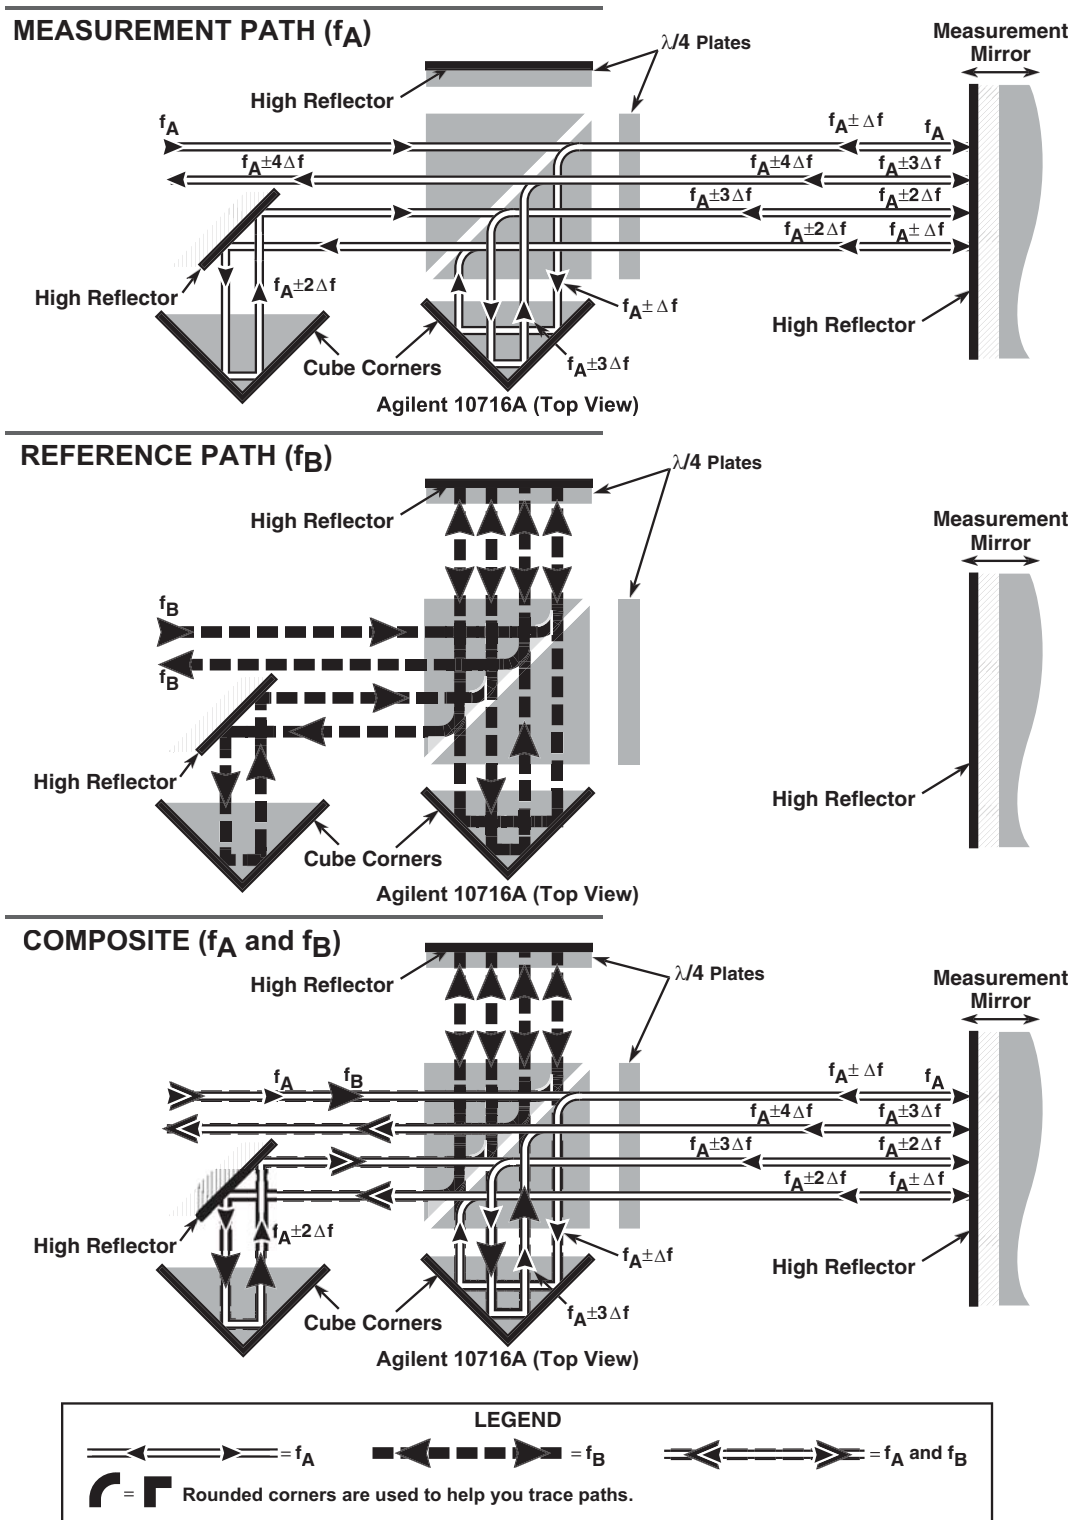 MEASUREMENT PATH (fA)
λ/4 Plates
Measurement
Mirror
High Reflector
fA
fA± Δf
fA
fA±4Δf
fA±4Δf
fA±3Δf
fA±3Δf
fA±2Δf
fA±2Δf
fA± Δf
fA±2Δf
High Reflector
fA± Δf
High Reflector
Cube Corners
fA±3Δf
Agilent 10716A (Top View)
REFERENCE PATH (fB)
λ/4 Plates
High Reflector
Measurement
Mirror
fB
fB
High Reflector
High Reflector
Cube Corners
Agilent 10716A (Top View)
COMPOSITE (fA and fB)
λ/4 Plates
High Reflector
Measurement
Mirror
fA
fB
fA± Δf
fA
fA±4Δf
fA±3Δf
fA±3Δf
fA±2Δf
fA±2Δf
fA± Δf
fA±2Δf
High Reflector
fA±Δf
High Reflector
Cube Corners
fA±3Δf
Agilent 10716A (Top View)
LEGEND
= fA
= fB
= fA and fB
= Rounded corners are used to help you trace paths.